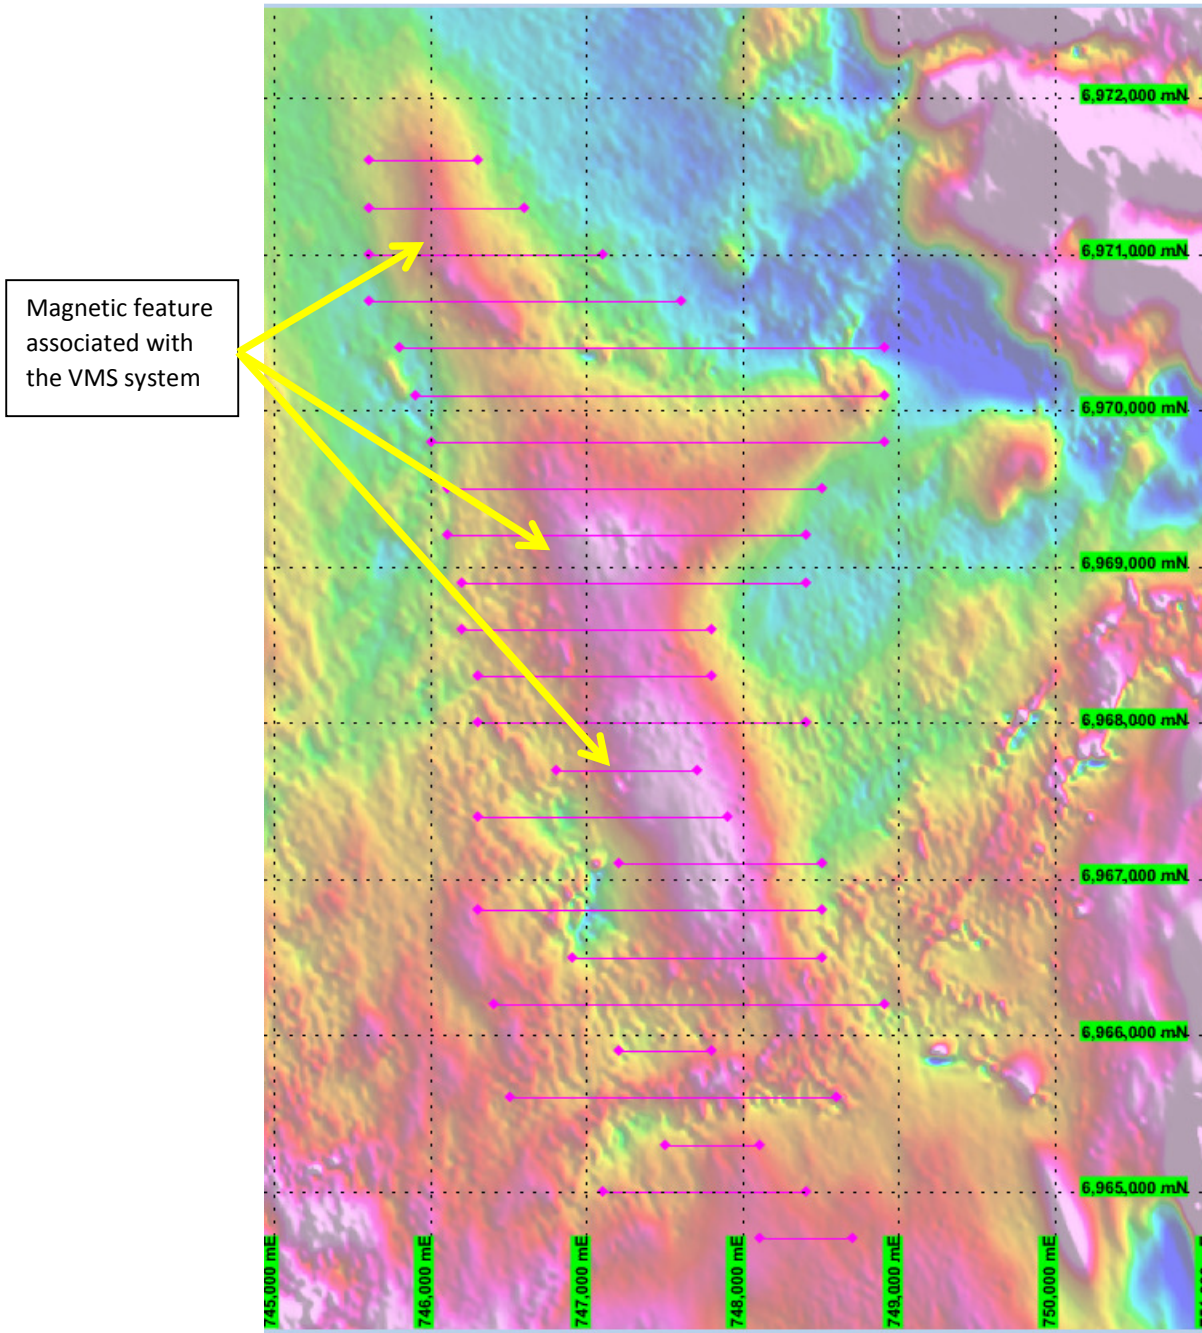 6,972,000 mN
6,971,000 mN
Magnetic feature
associated with
the VMS system
6,970,000 mN
6,969,000 mN
6,968,000 mN
6,967,000 mN
6,966,000 mN
6,965,000 mN
745,000 mE
746,000 mE
747,000 mE
748,000 mE
749,000 mE
750,000 mE